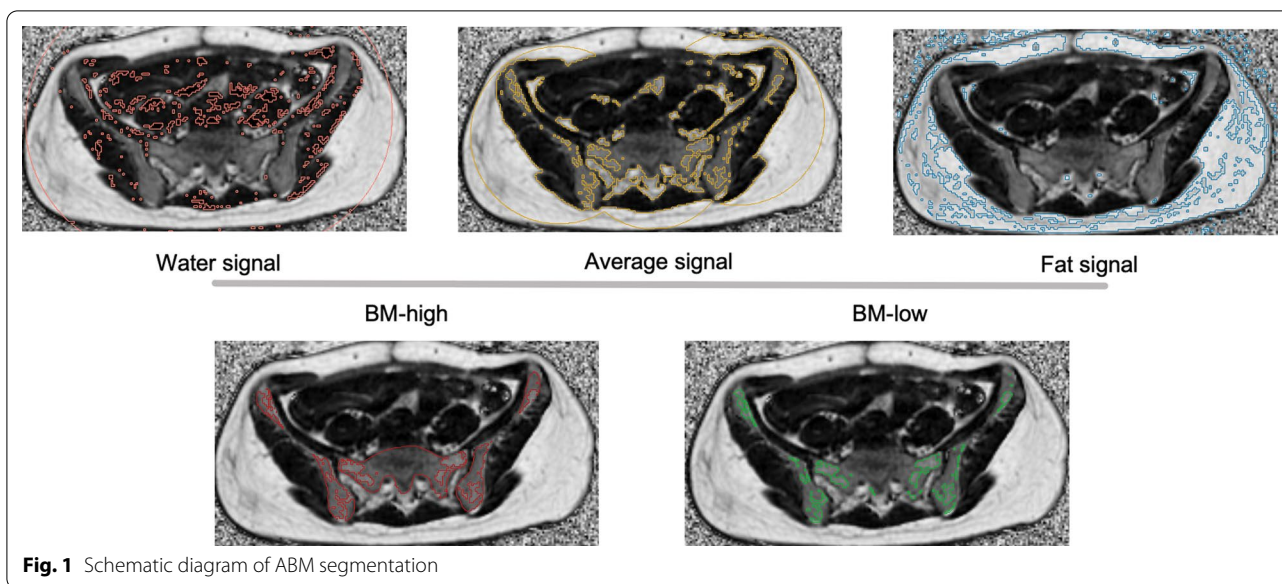 Water signal
Average signal
Fat signal
BM-high
BM-low
Fig. 1 Schematic diagram of ABM segmentation